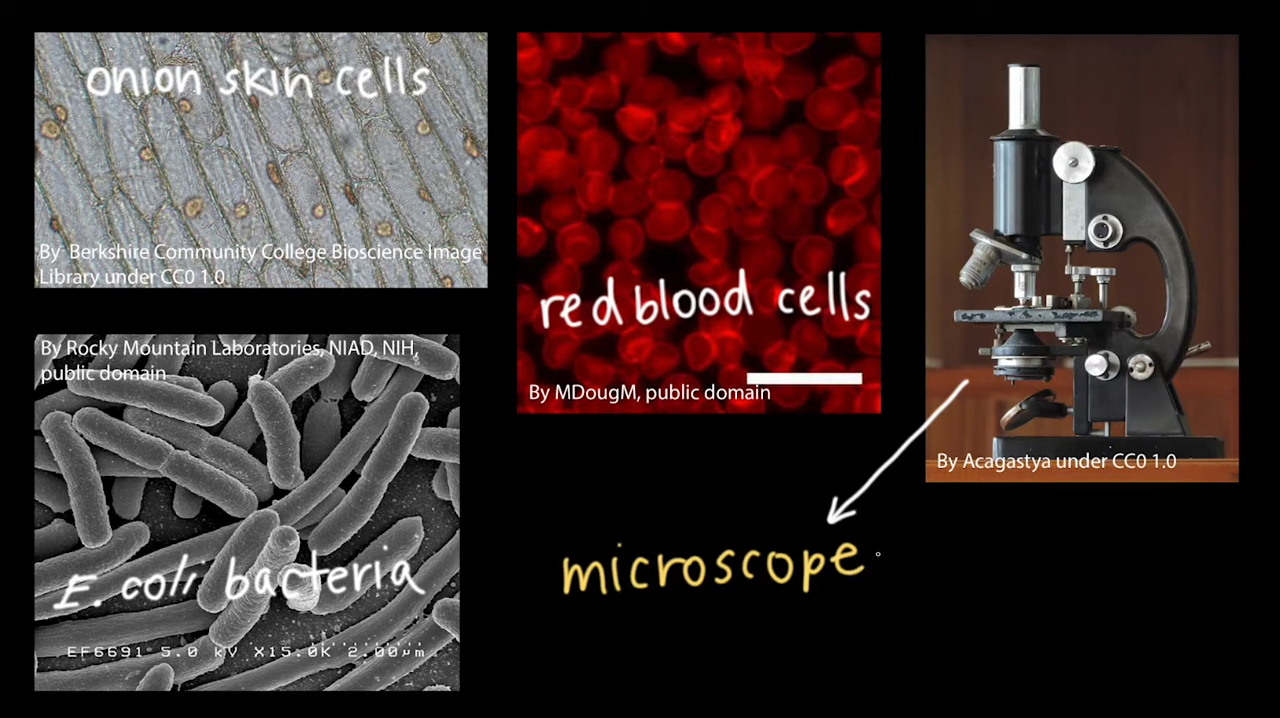 onion skin cells
By Berkshire Community College Bioscience Image
Library under CC0 1.0
By Rocky Mountain Laboratories, NIAD, NIH,
public domain
E. coli bacteria
EF6691 5.0 kV X15.0K 2.00µm
red blood cells
By MDougM, public domain
By Acagastya under CC0 1.0
microscope